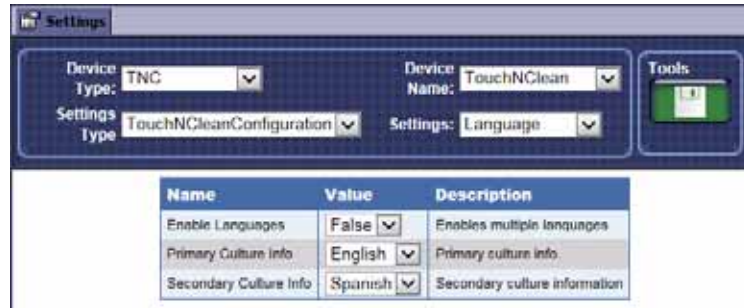 Settings
Device Type: TNC
Device Name: TouchNClean
Tools
Settings Type TouchNCleanConfiguration
Settings: Language
Name Value Description
Enable Languages False Enables multiple languages
Primary Culture Info English Primary culture info
Secondary Culture Info Spanish Secondary culture information